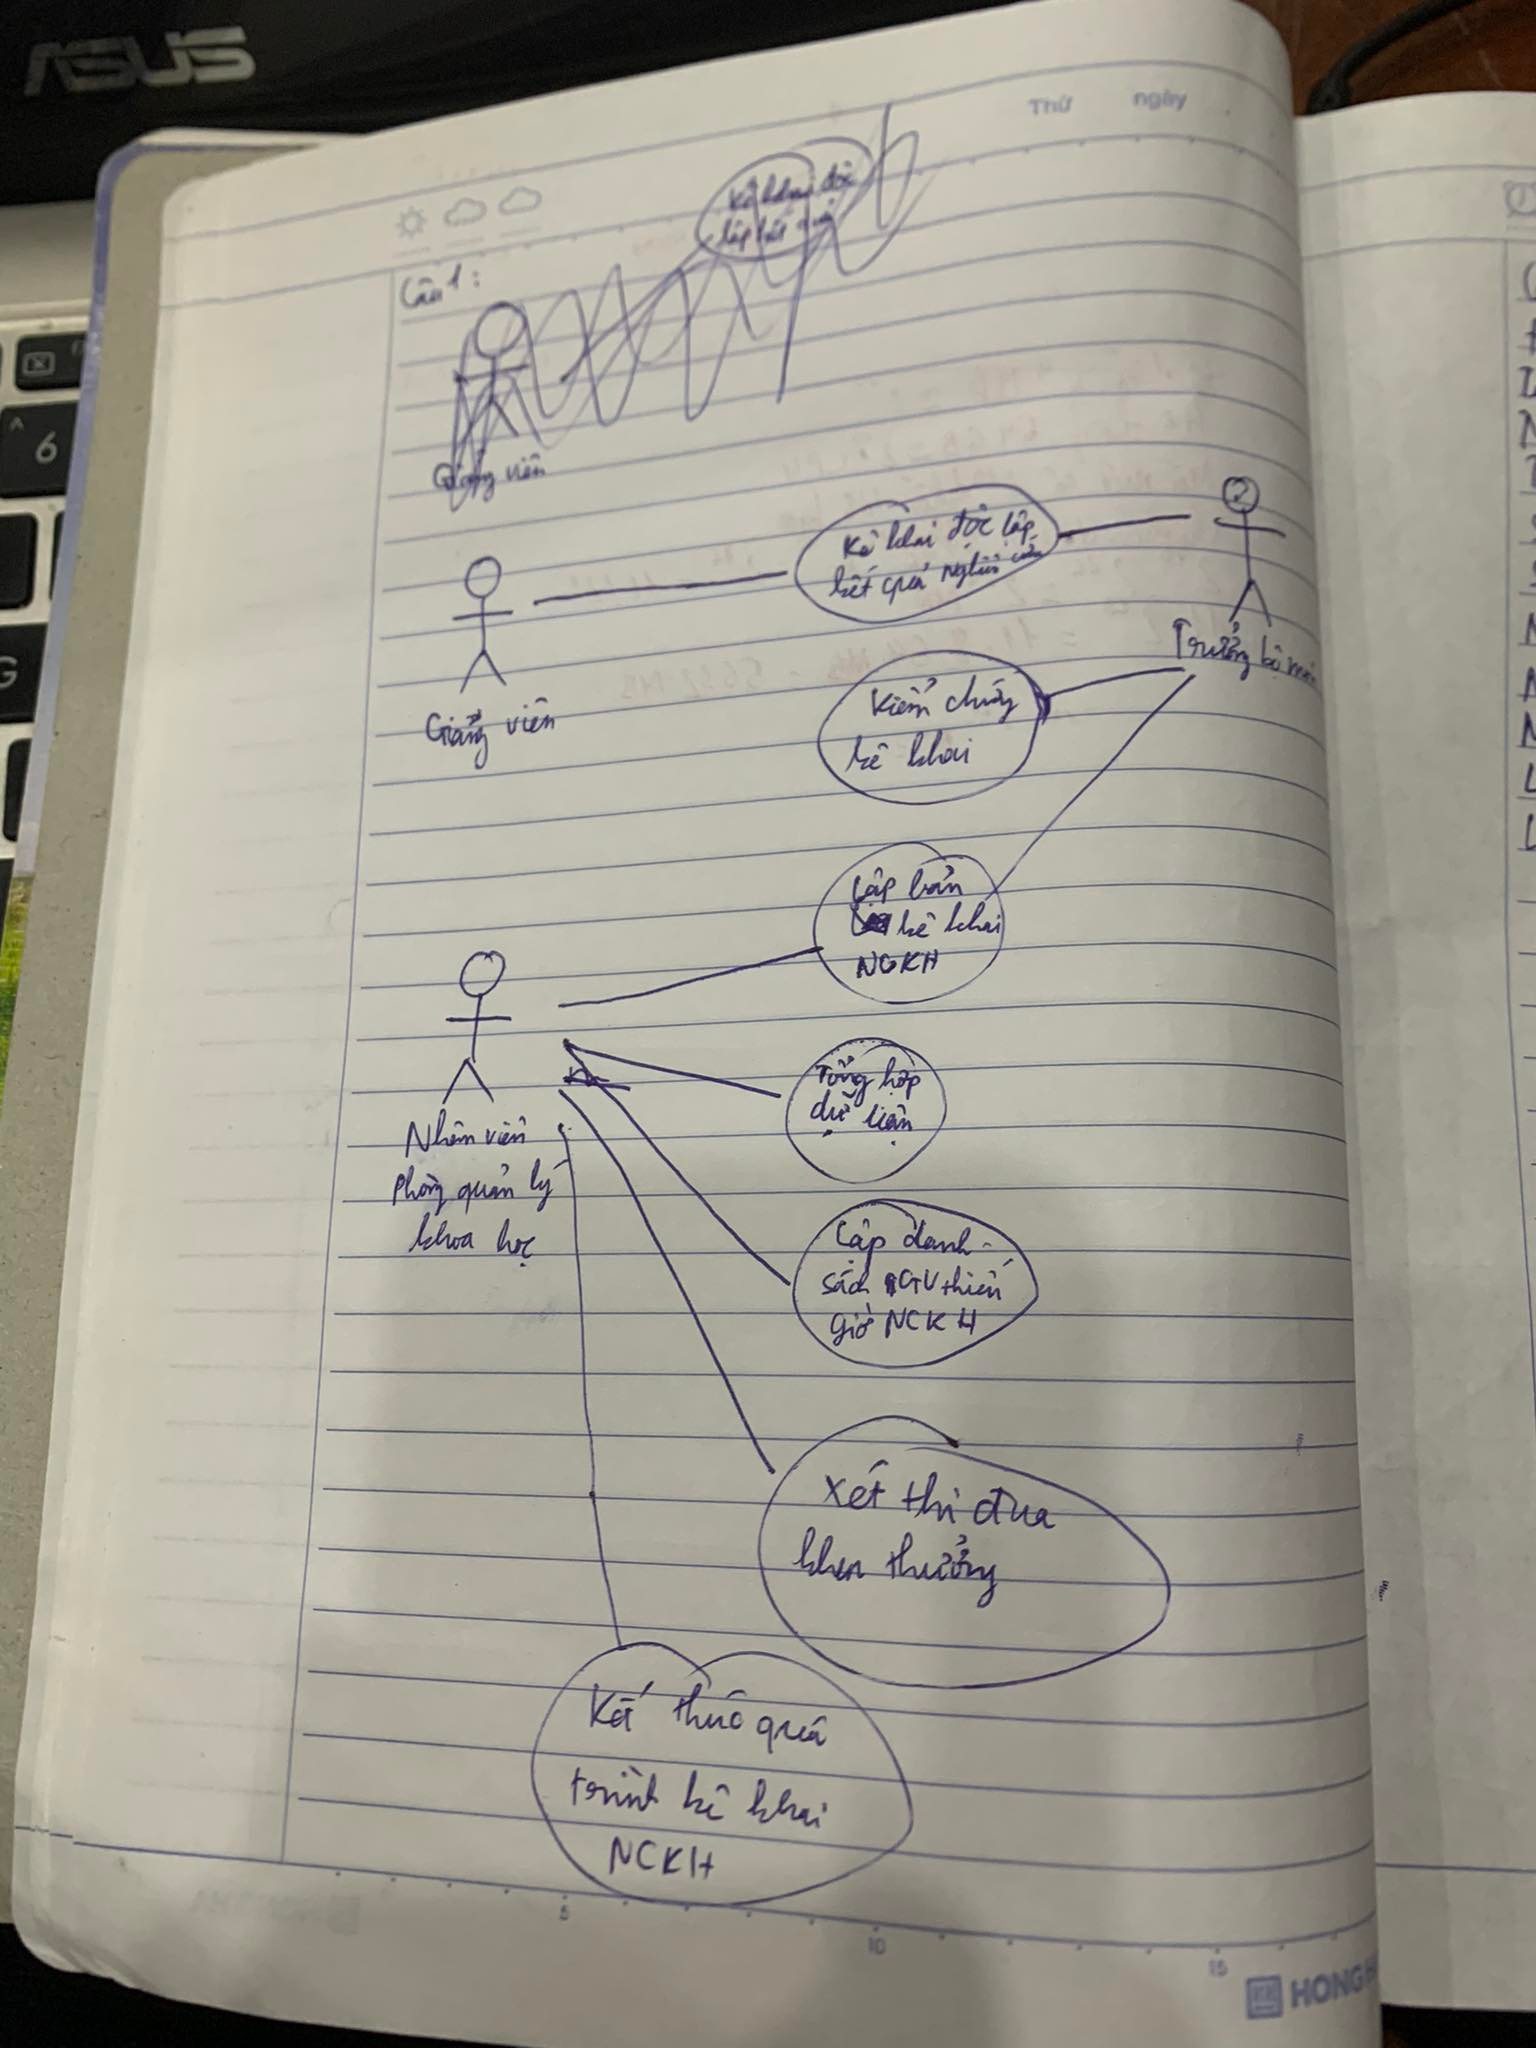 ASUS
Thứ ngày
Câu 1:
Kê khai độc
lập kết quả
Giảng viên
Kê khai độc lập
kết quả nghiên cứu
Giảng viên
Trưởng bộ môn
Kiểm chứng
kê khai
Lập bản
kê khai
NGKH
Nhân viên
Phòng quản lý
khoa học
Tổng hợp
dữ liệu
Lập danh
sách GV thiếu
giờ NCKH
Xét thi đua
khen thưởng
Kết thúc quá
trình kê khai
NCKH
5
10
15
HONG H
6
G